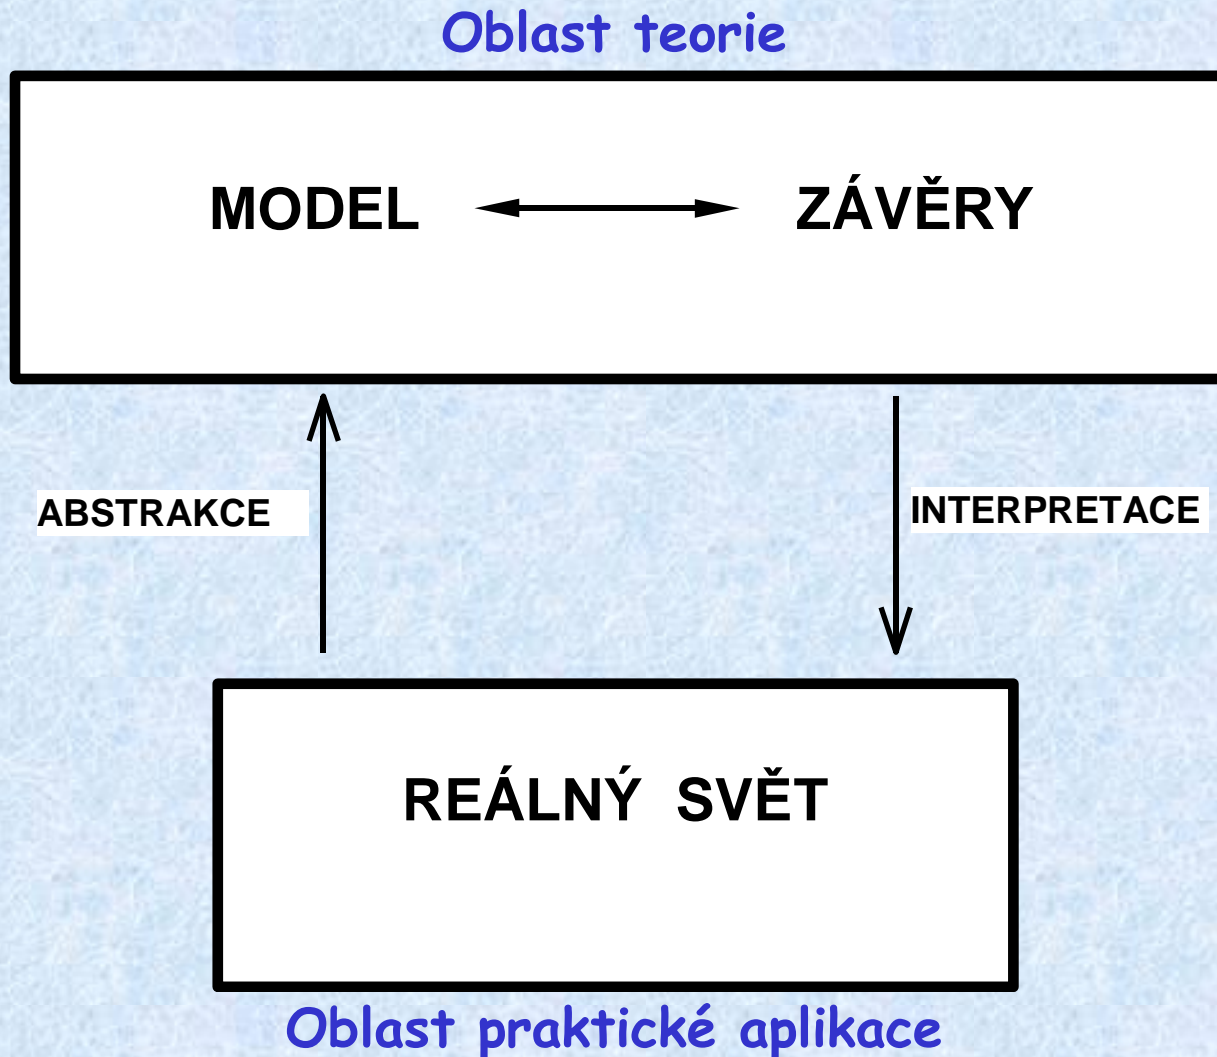 Oblast teorie
MODEL ZÁVĚRY
ABSTRAKCE INTERPRETACE
REÁLNÝ SVĚT
Oblast praktické aplikace